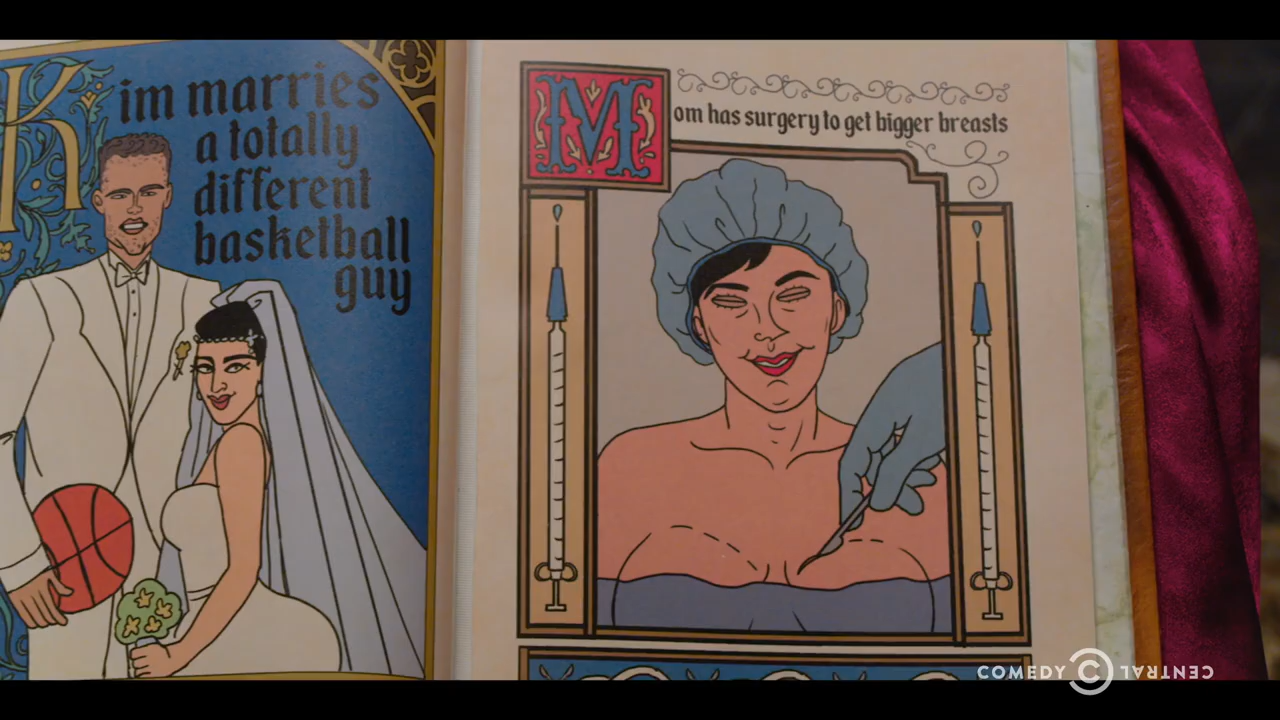 Kim marries
a totally
different
basketball
guy
Mom has surgery to get bigger breasts
COMEDY CENTRAL